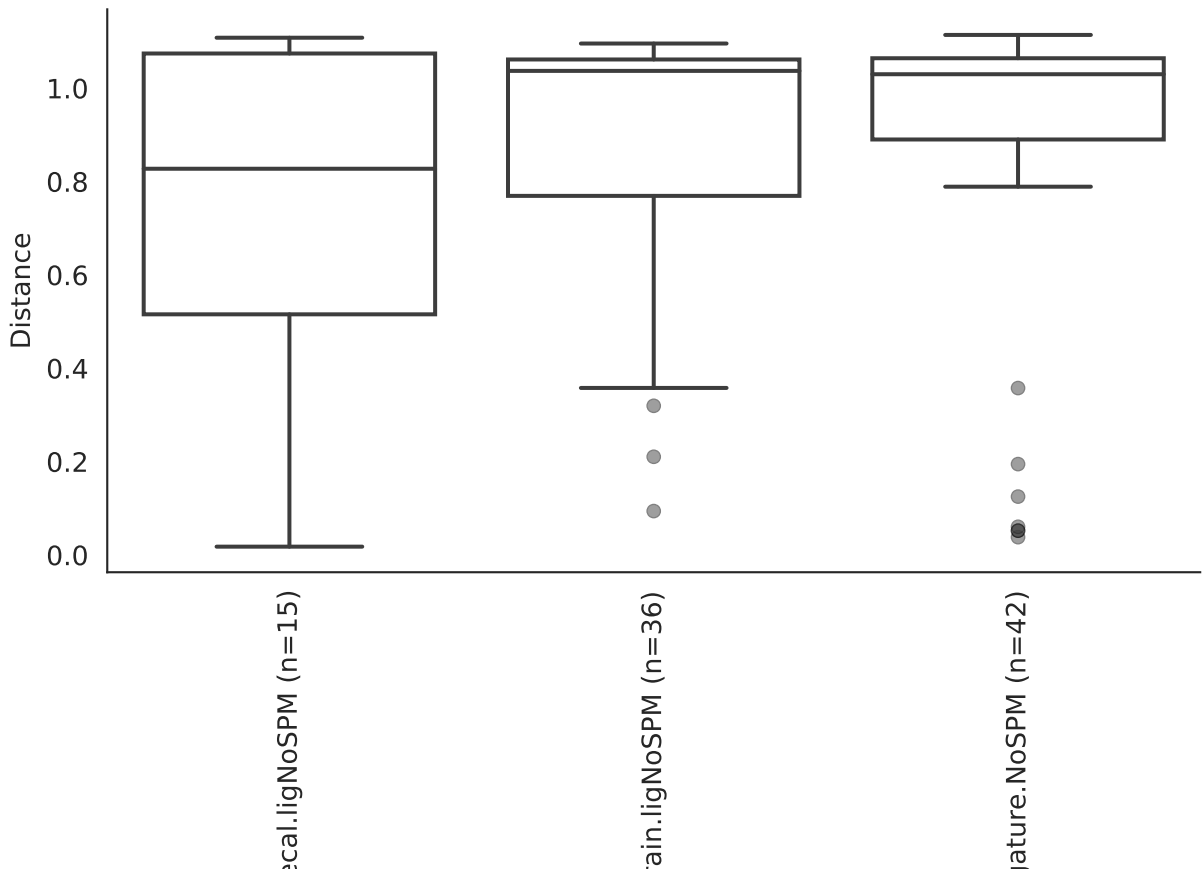 Distance
1.0
0.8
0.6
0.4
0.2
0.0
ecal.ligNoSPM (n=15)
rain.ligNoSPM (n=36)
gature.NoSPM (n=42)